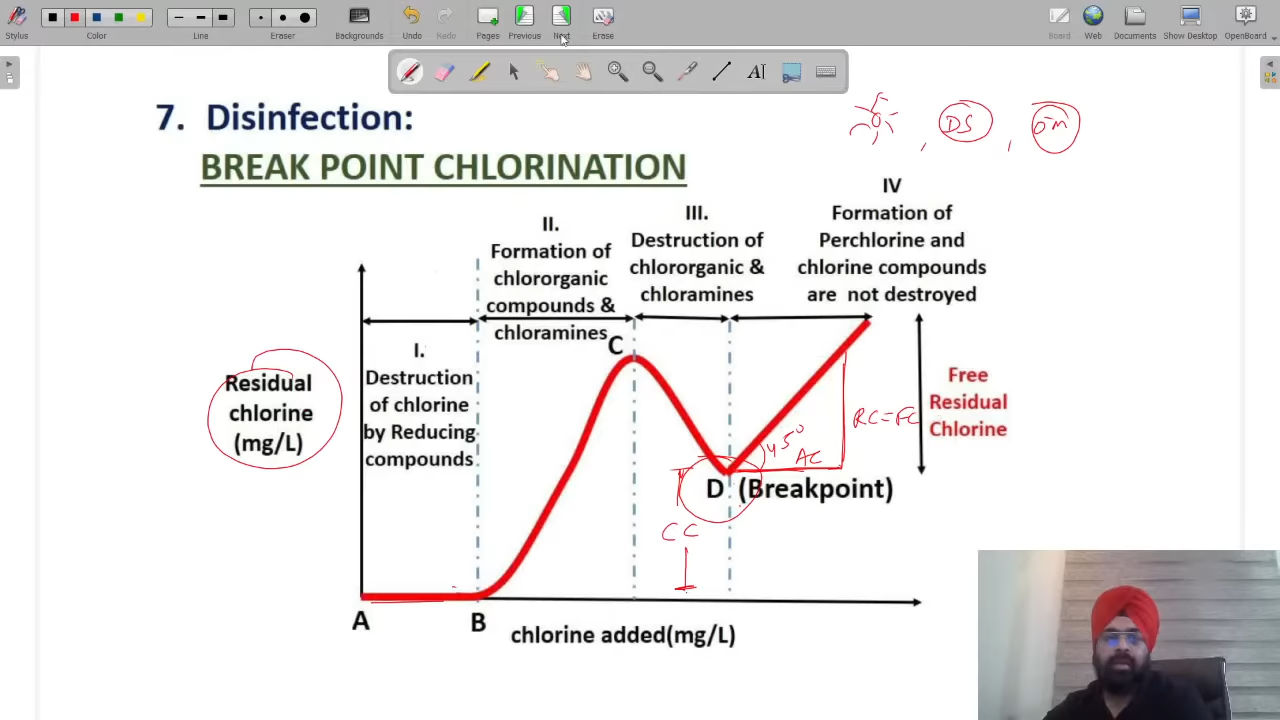 Stylus
Color
Line
Eraser
Backgrounds
Undo
Redo
Pages
Previous
Next
Erase
Board
Web
Documents
Show Desktop
OpenBoard
7. Disinfection:
BREAK POINT CHLORINATION
DS , OM
IV
Formation of
Perchlorine and
chlorine compounds
are not destroyed
III.
Destruction of
chlororganic &
chloramines
II.
Formation of
chlororganic
compounds &
chloramines
I.
Destruction
of chlorine
by Reducing
compounds
Residual
chlorine
(mg/L)
C
Free
Residual
Chlorine
RC=FC
45°
AC
D (Breakpoint)
CC
A
B
chlorine added(mg/L)